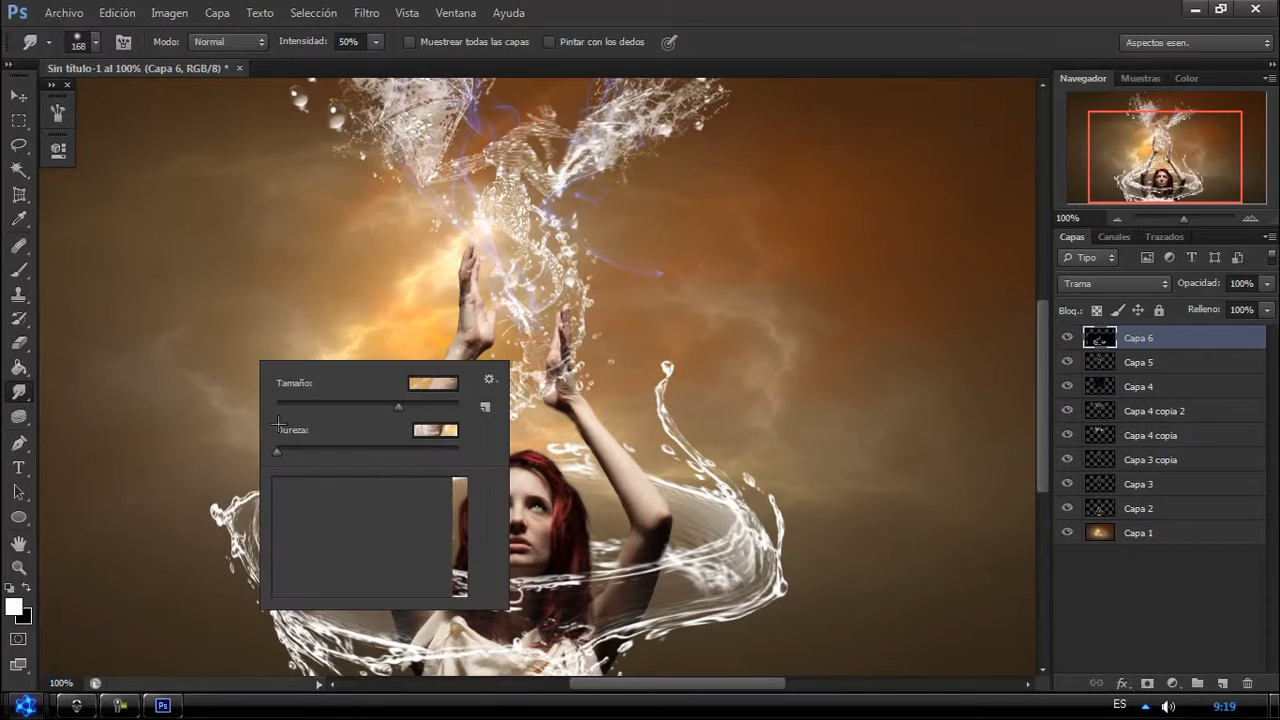 Ps Archivo Edición Imagen Capa Texto Selección Filtro Vista Ventana Ayuda
168 Modo: Normal Intensidad: 50% Muestrear todas las capas Pintar con los dedos Aspectos esen.
Sin título-1 al 100% (Capa 6, RGB/8) *
Navegador Muestras Color
100%
Capas Canales Trazados
Tipo
Trama Opacidad: 100%
Bloq.: Relleno: 100%
Capa 6
Capa 5
Capa 4
Capa 4 copia 2
Capa 4 copia
Capa 3 copia
Capa 3
Capa 2
Capa 1
Tamaño:
Dureza:
100%
Ps ES 9:19